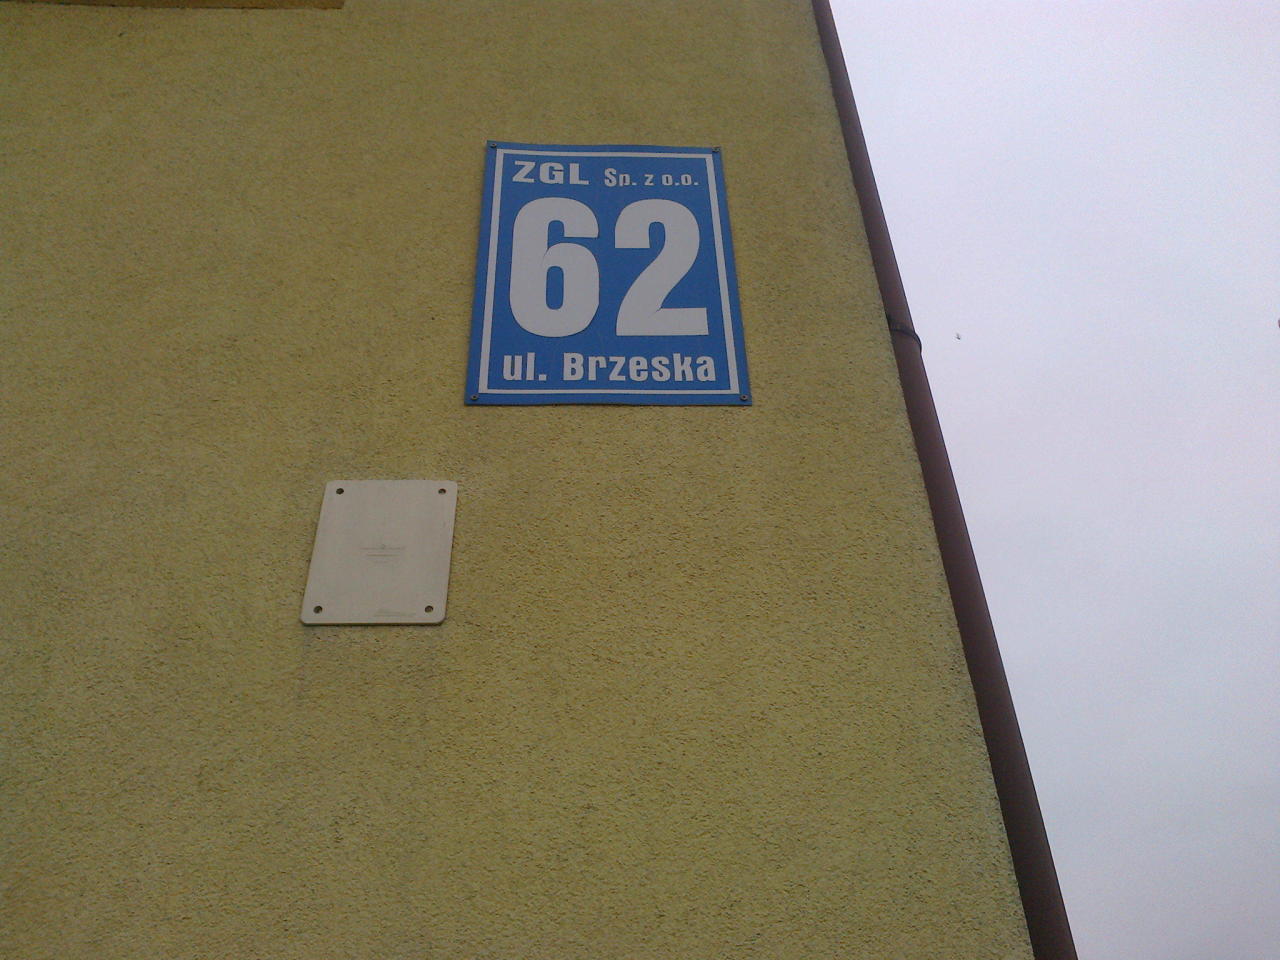 ZGL Sp. z o.o.
62
ul. Brzeska